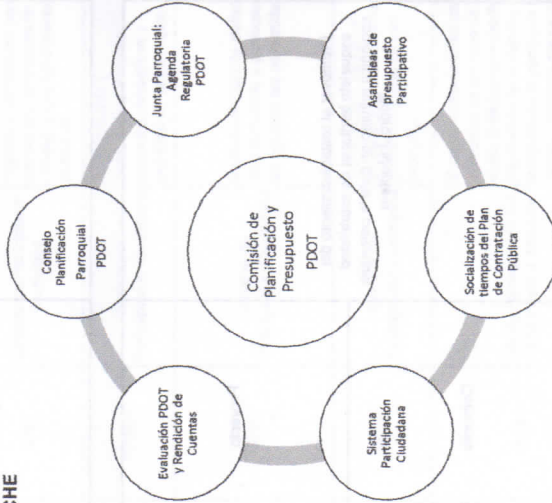 CHE
Consejo
Planificación
Parroquial
PDOT
Junta Parroquial:
Agenda
Regulatoria
PDOT
Asambleas de
presupuesto
Participativo
Socialización de
tiempos del Plan
de Contratación
Pública
Sistema
Participación
Ciudadana
Evaluación PDOT
y Rendición de
Cuentas
Comisión de
Planificación y
Presupuesto
PDOT